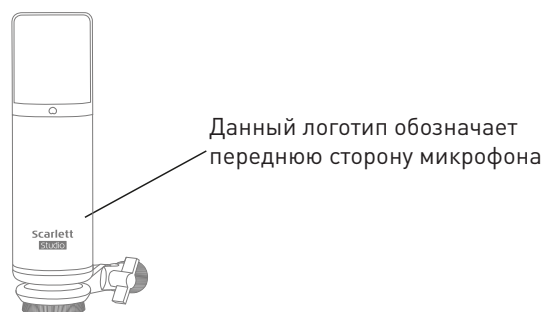 Данный логотип обозначает
переднюю сторону микрофона
Scarlett
Studio